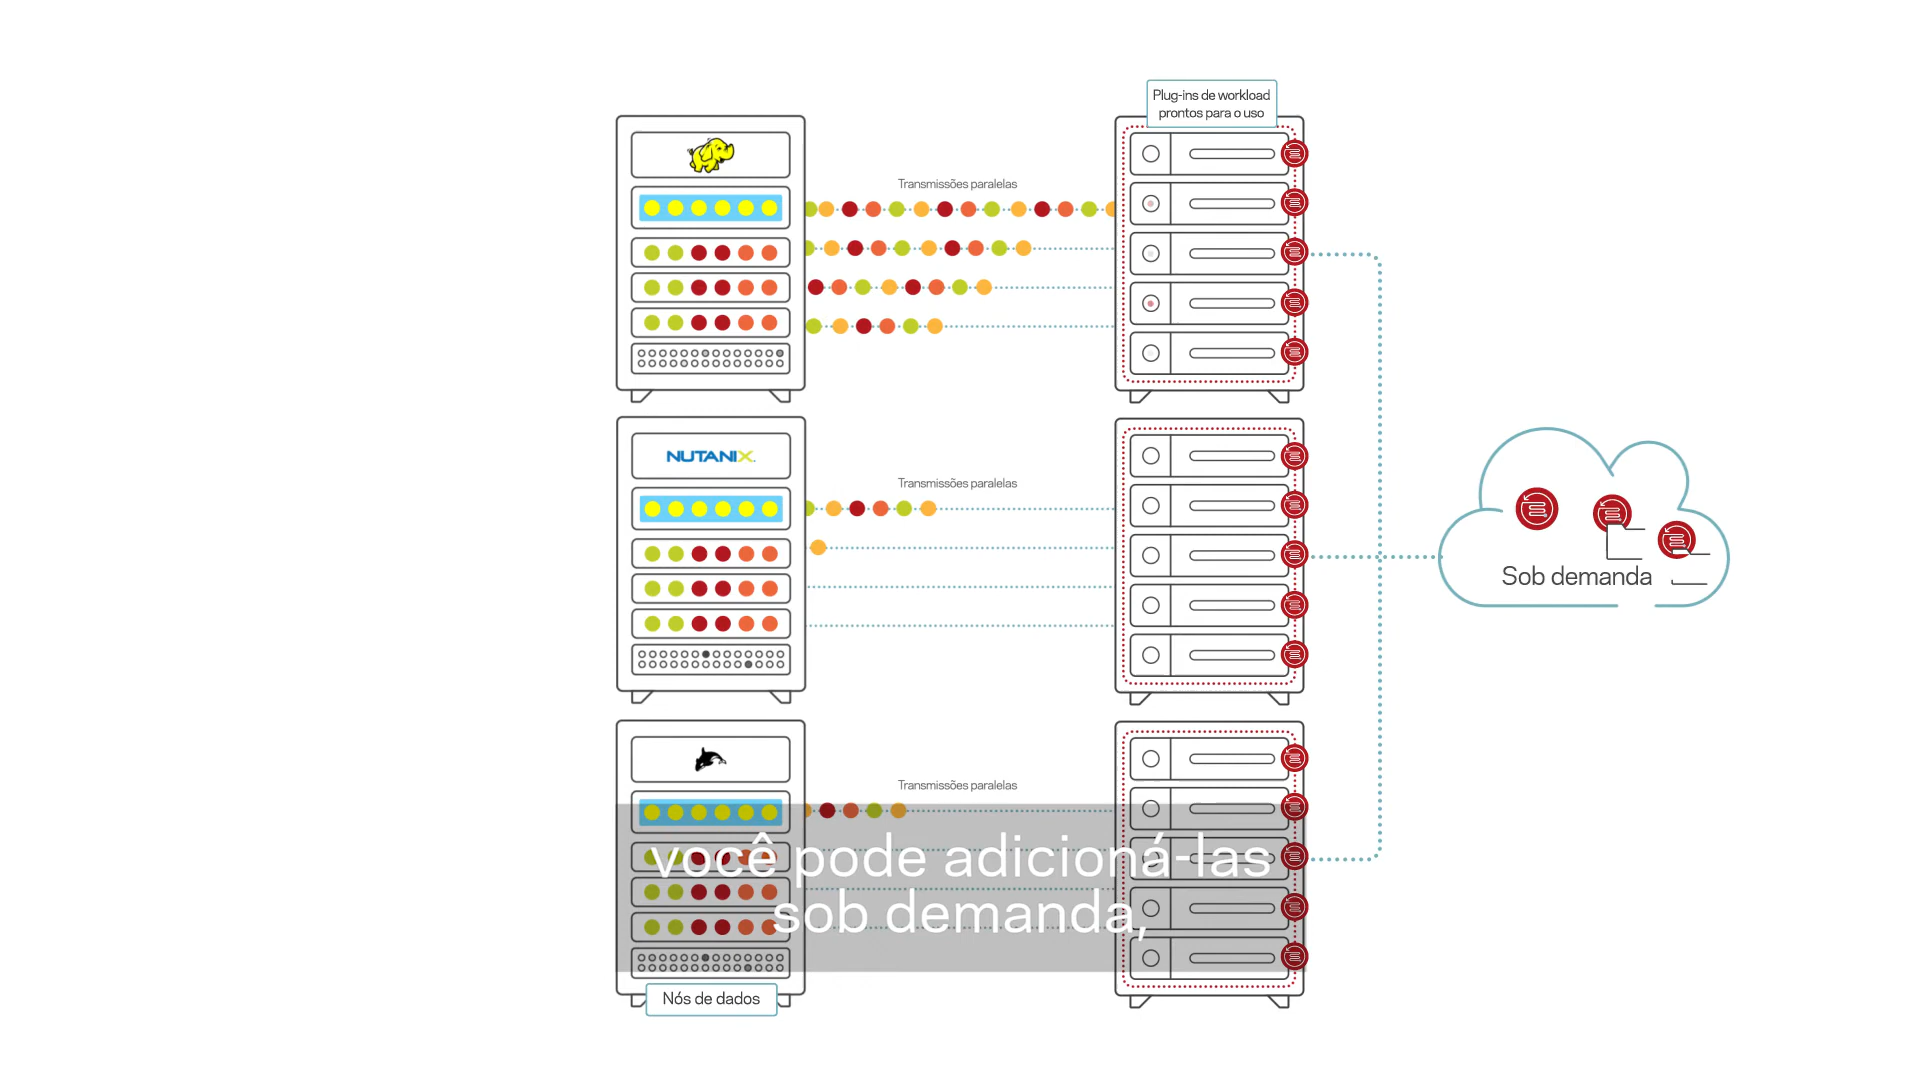 Plug-ins de workload
prontos para o uso
Transmissões paralelas
NUTANIX
Transmissões paralelas
Sob demanda
Transmissões paralelas
você pode adicioná-las
sob demanda,
Nós de dados